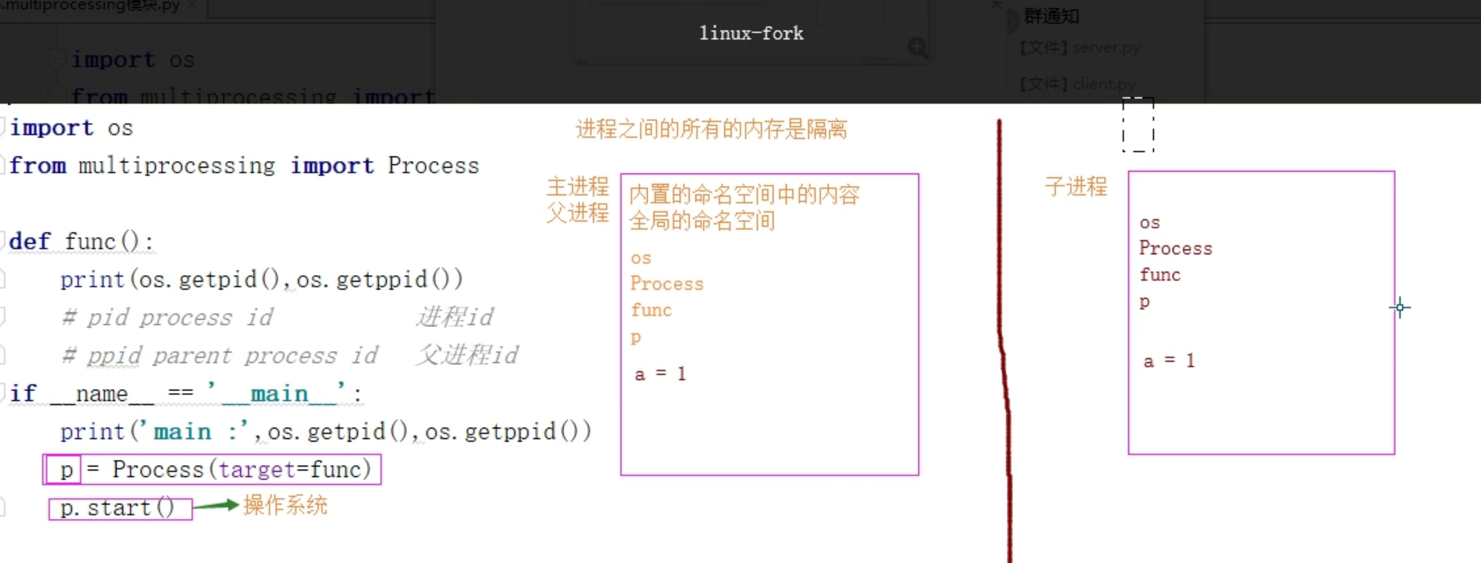 .multiprocessing模块.py
import os
from multiprocessing import
linux-fork
群通知
【文件】server.py
【文件】client.py
import os
from multiprocessing import Process
def func():
print(os.getpid(),os.getppid())
# pid process id 进程id
# ppid parent process id 父进程id
if __name__ == '__main__':
print('main :',os.getpid(),os.getppid())
p = Process(target=func)
p.start()
操作系统
进程之间的所有的内存是隔离
主进程
父进程
内置的命名空间中的内容
全局的命名空间
os
Process
func
p
a = 1
子进程
os
Process
func
p
a = 1